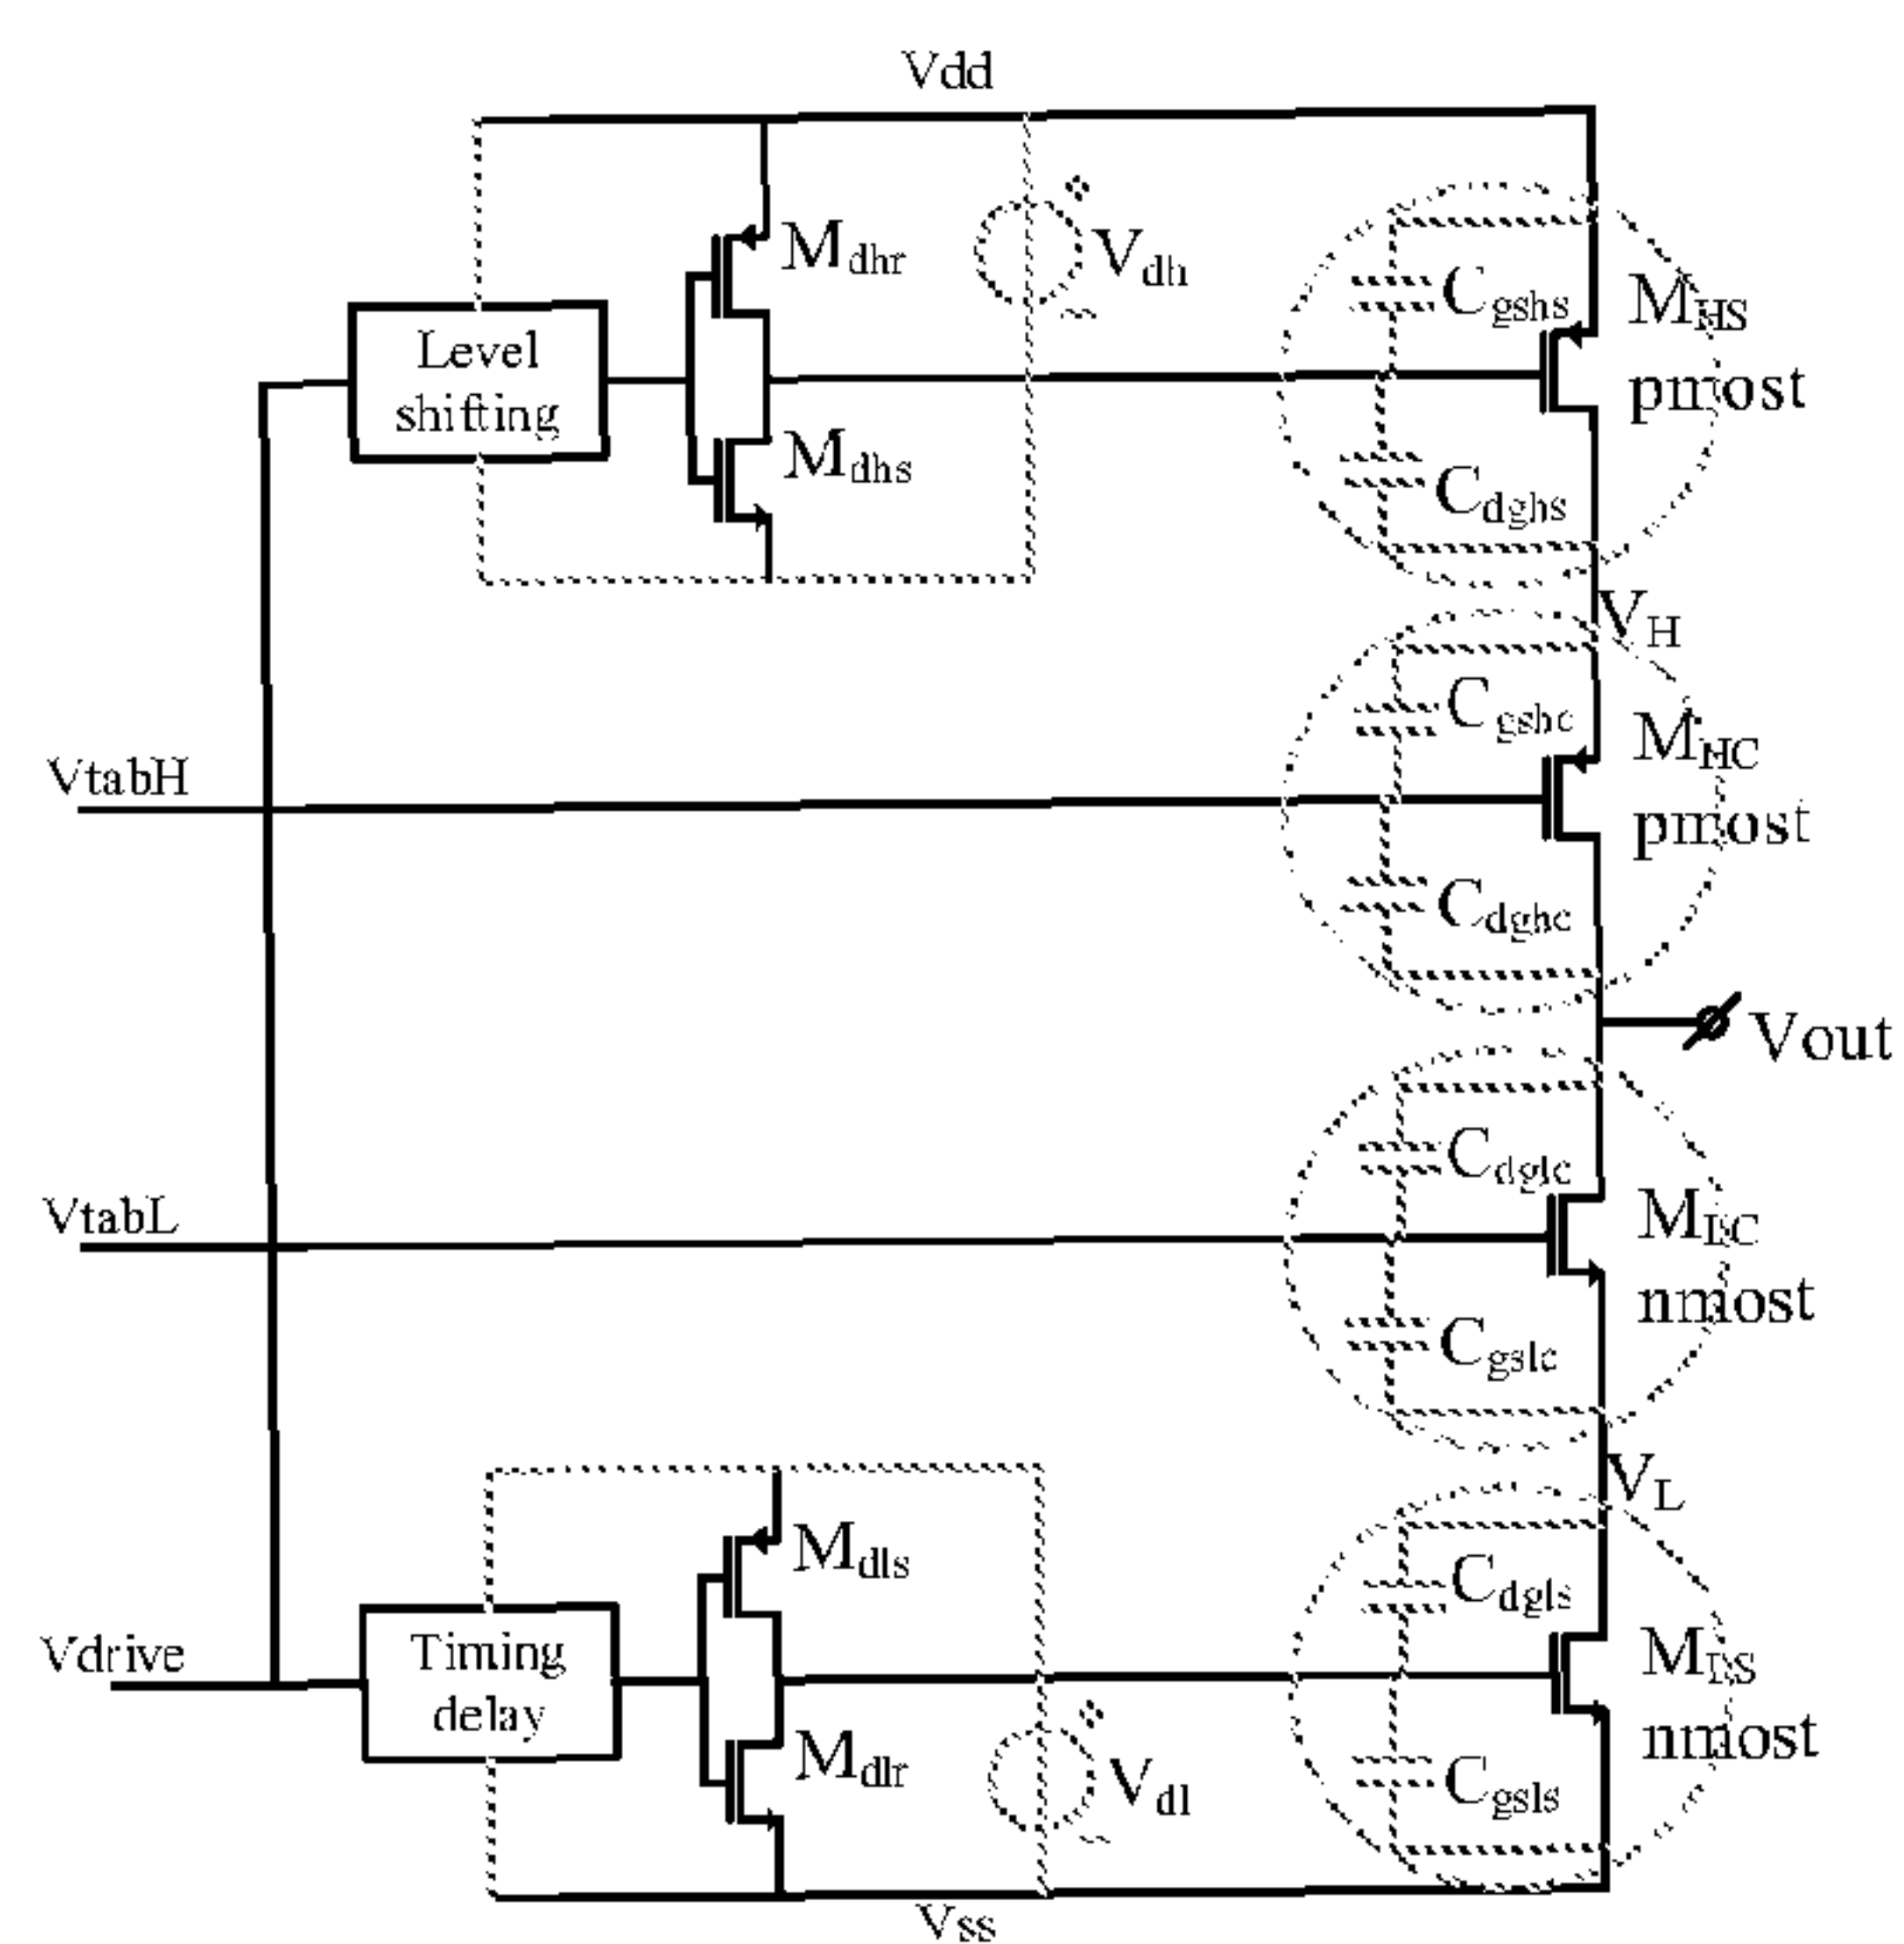 Vdd
Mdhr
Vdh
Cgshs
MHS
pmost
Level
shifting
Mdhs
Cdghs
VH
Cgshc
MHC
pmost
VtabH
Cdghc
Vout
Cdglc
MLC
nmost
VtabL
Cgslc
VL
Mdls
Cdgls
MLS
nmost
Vdrive
Timing
delay
Mdlr
Vdl
Cgsls
Vss